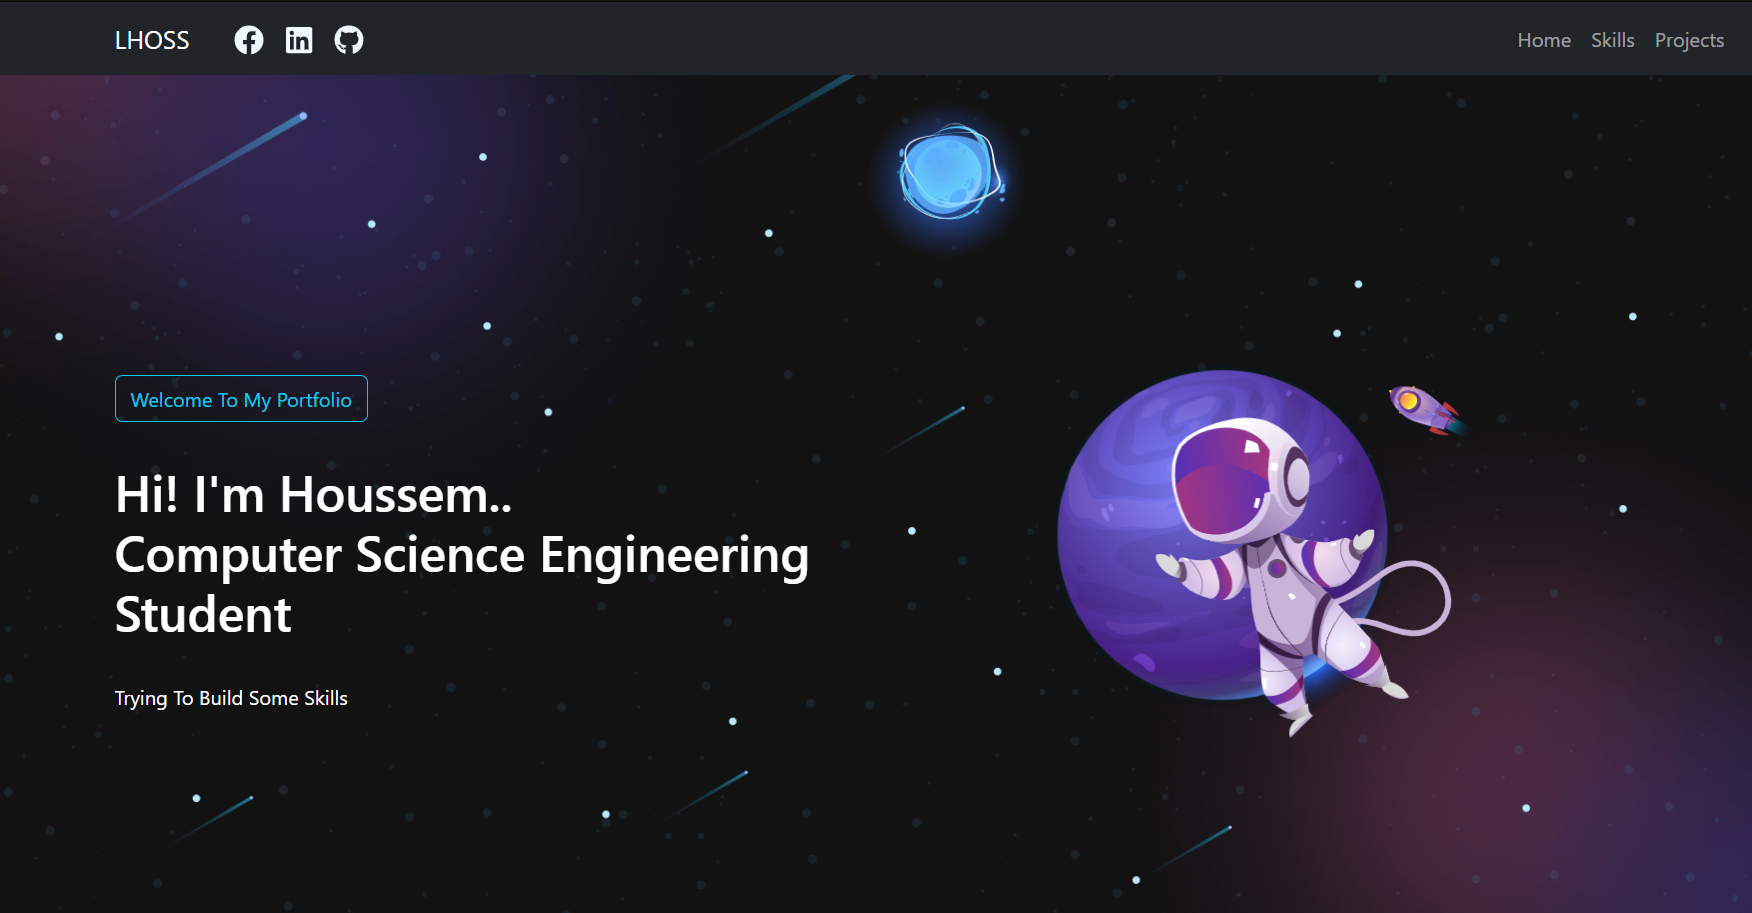 LHOSS
Home Skills Projects
Welcome To My Portfolio
Hi! I'm Houssem..
Computer Science Engineering
Student
Trying To Build Some Skills